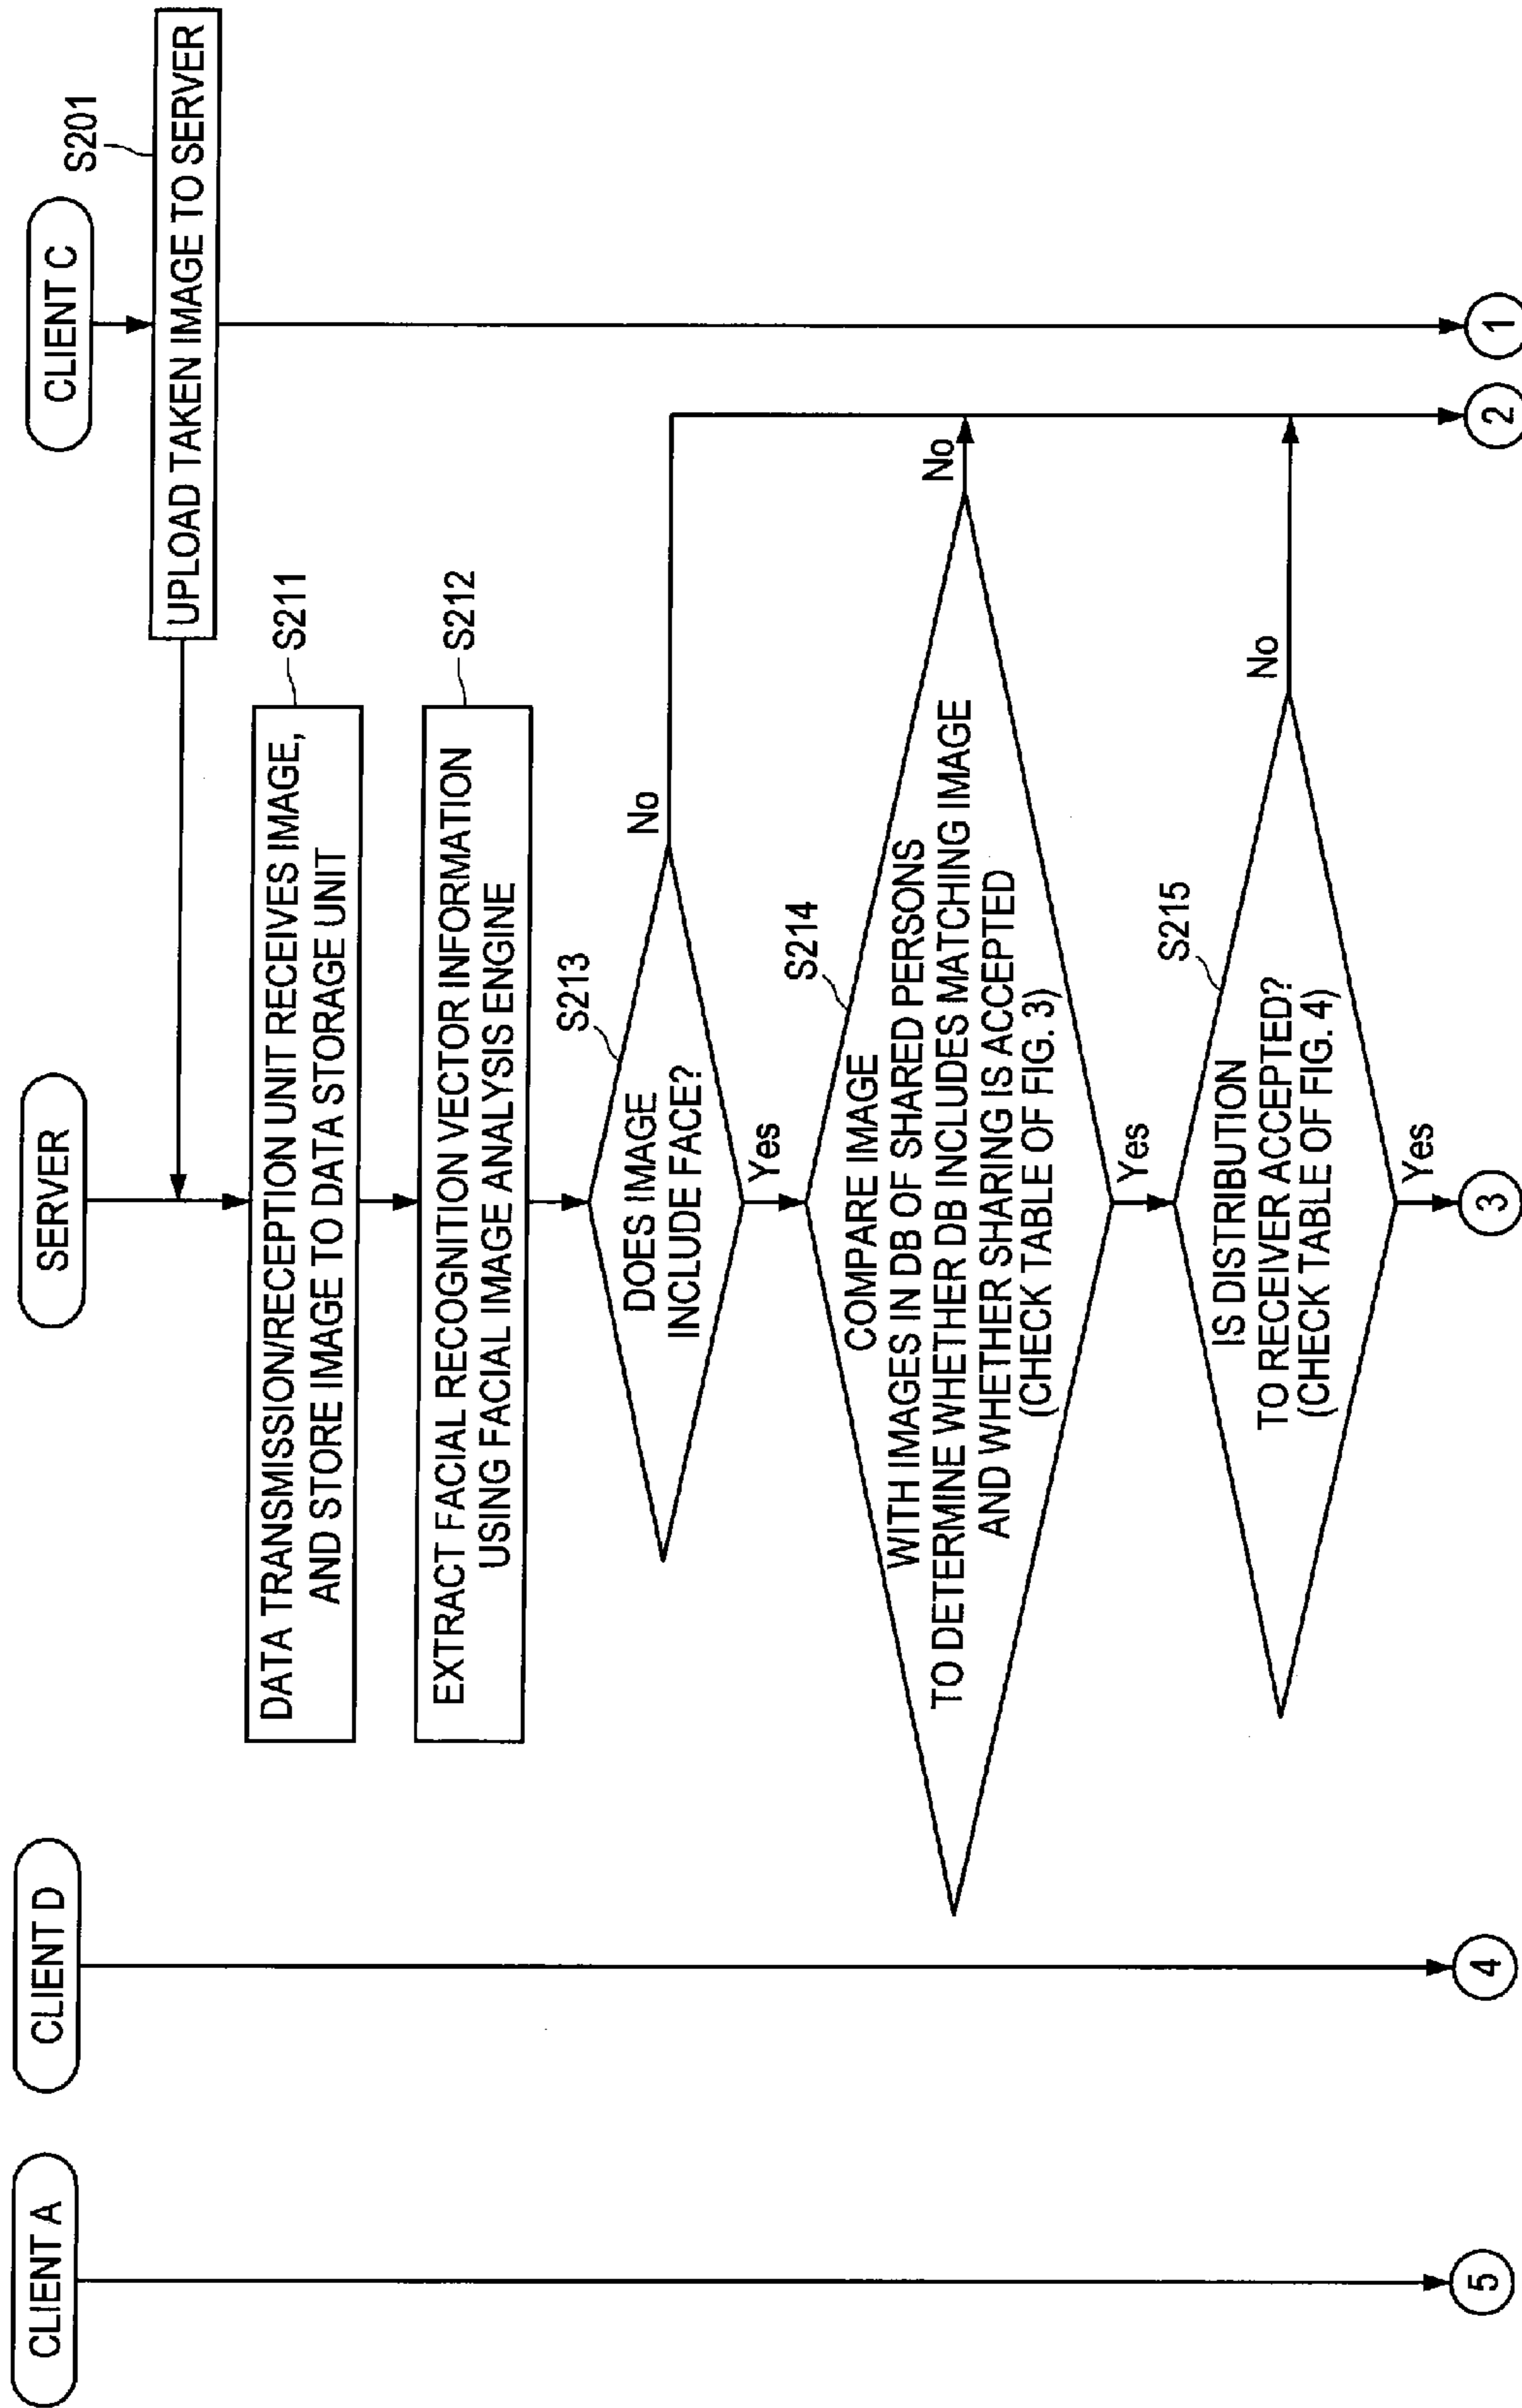 CLIENT A
CLIENT D
SERVER
CLIENT C
S201
UPLOAD TAKEN IMAGE TO SERVER
S211
DATA TRANSMISSION/RECEPTION UNIT RECEIVES IMAGE,
AND STORE IMAGE TO DATA STORAGE UNIT
S212
EXTRACT FACIAL RECOGNITION VECTOR INFORMATION
USING FACIAL IMAGE ANALYSIS ENGINE
S213
DOES IMAGE
INCLUDE FACE?
No
Yes
S214
COMPARE IMAGE
WITH IMAGES IN DB OF SHARED PERSONS
TO DETERMINE WHETHER DB INCLUDES MATCHING IMAGE
AND WHETHER SHARING IS ACCEPTED
(CHECK TABLE OF FIG. 3)
No
Yes
S215
IS DISTRIBUTION
TO RECEIVER ACCEPTED?
(CHECK TABLE OF FIG. 4)
No
Yes
5
4
3
2
1